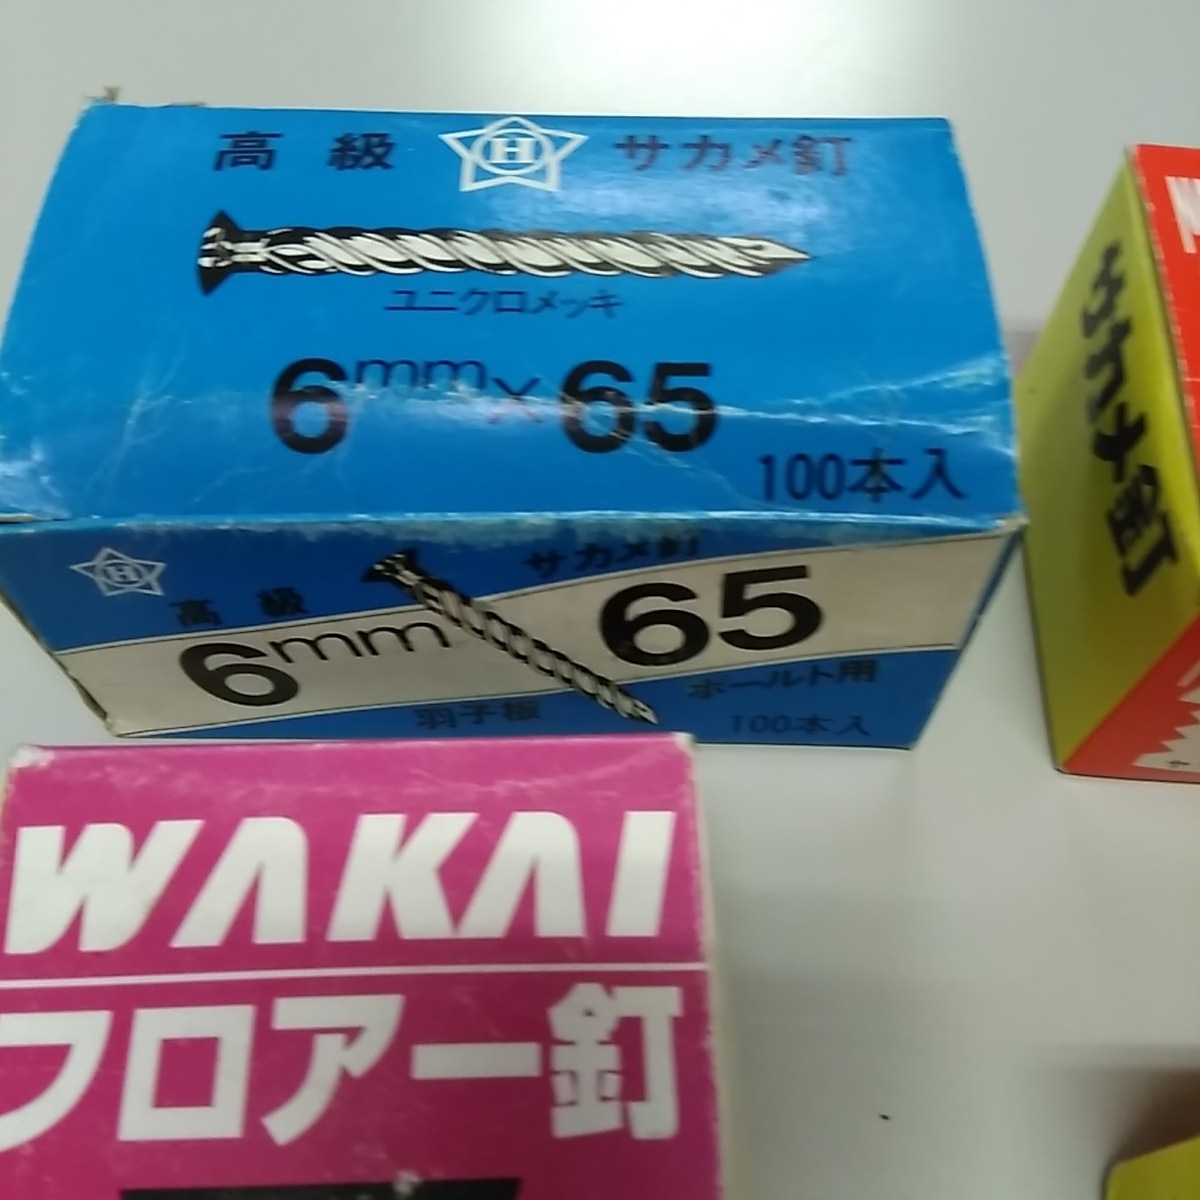 高級 H サカメ釘
ユニクロメッキ
6mm×65
100本入
H 高級 サカメ釘
6mm 65
羽子板 ボールト用
100本入
サカメ釘
WAKAI
フロアー釘